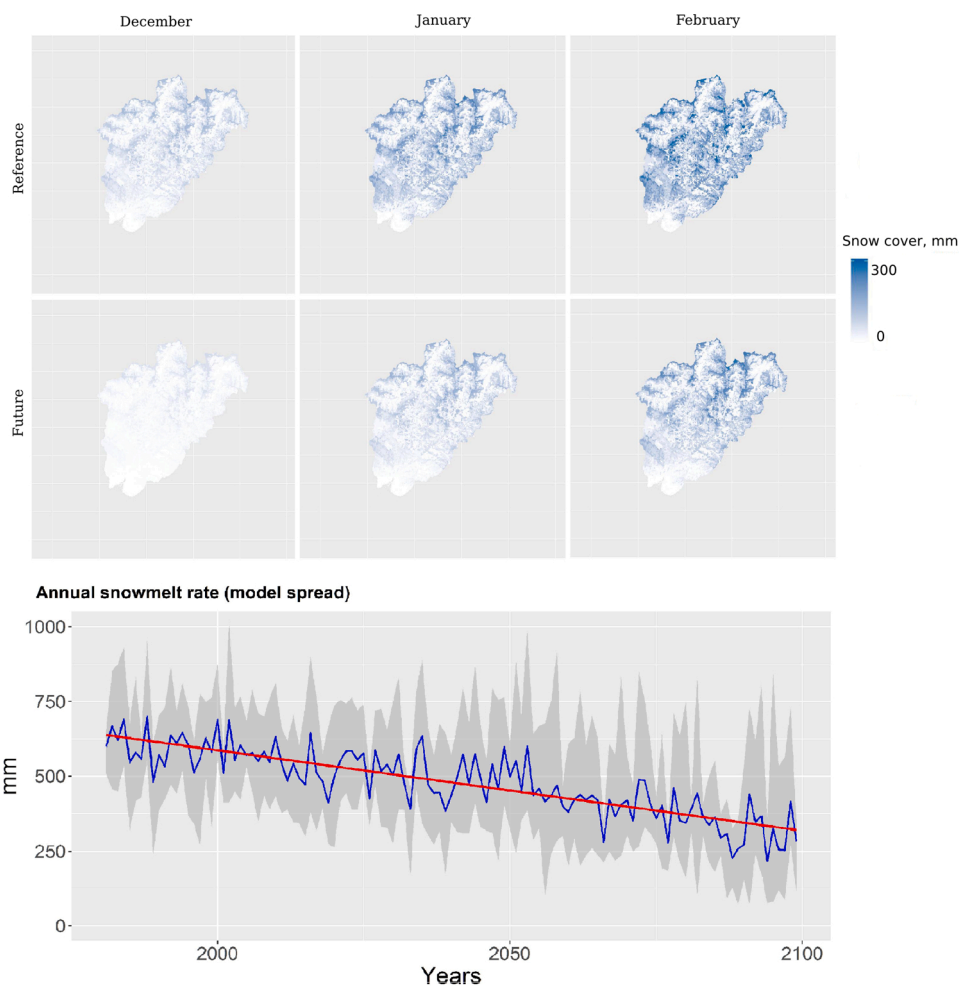 December
January
February
Reference
Snow cover, mm
300
0
Future
Annual snowmelt rate (model spread)
1000
750
500
250
0
mm
2000
2050
2100
Years